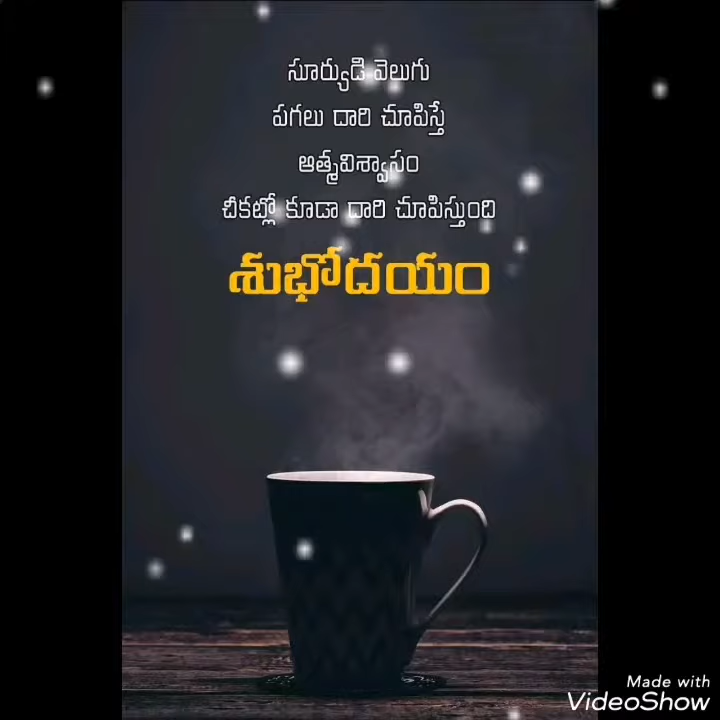 సూర్యుడి వెలుగు
పగలు దారి చూపిస్తే
ఆత్మవిశ్వాసం
చీకట్లో కూడా దారి చూపిస్తుంది
శుభోదయం
Made with
VideoShow